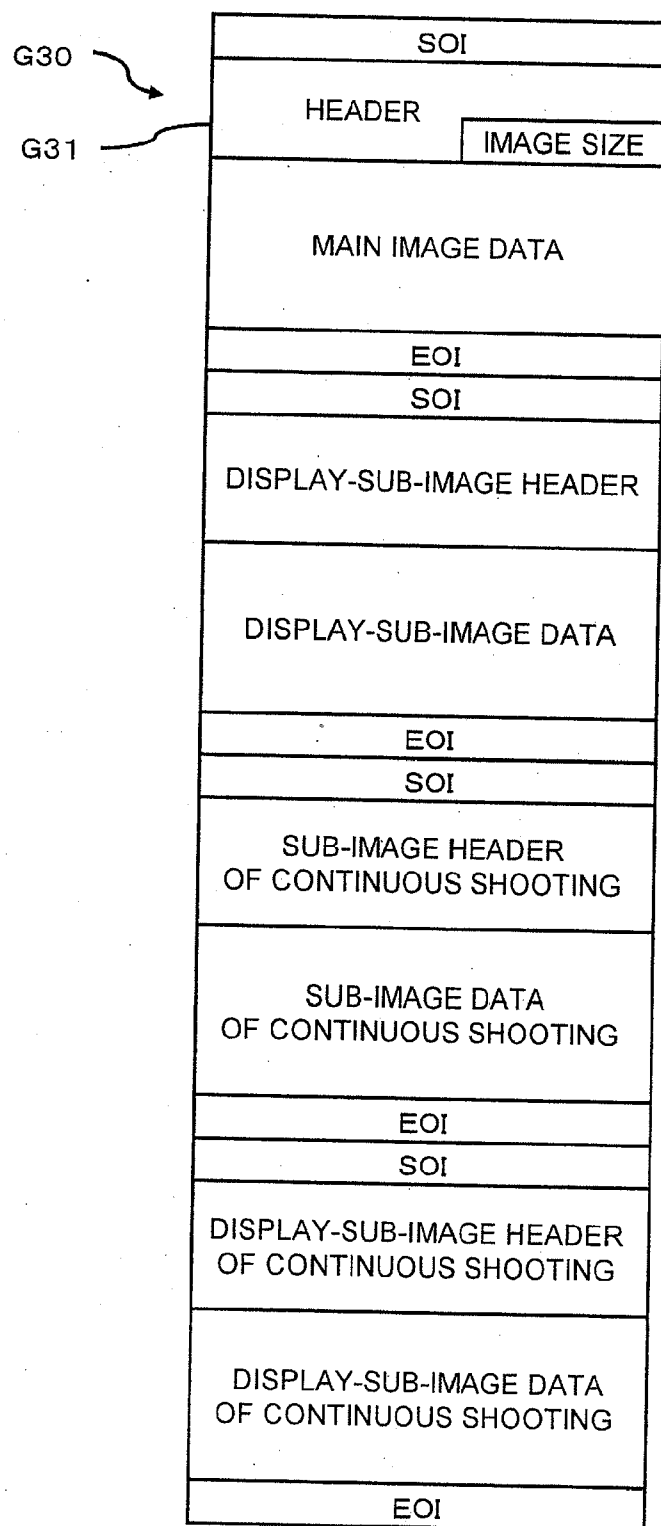 SOI
G30
HEADER
G31
IMAGE SIZE
MAIN IMAGE DATA
EOI
SOI
DISPLAY-SUB-IMAGE HEADER
DISPLAY-SUB-IMAGE DATA
EOI
SOI
SUB-IMAGE HEADER
OF CONTINUOUS SHOOTING
SUB-IMAGE DATA
OF CONTINUOUS SHOOTING
EOI
SOI
DISPLAY-SUB-IMAGE HEADER
OF CONTINUOUS SHOOTING
DISPLAY-SUB-IMAGE DATA
OF CONTINUOUS SHOOTING
EOI